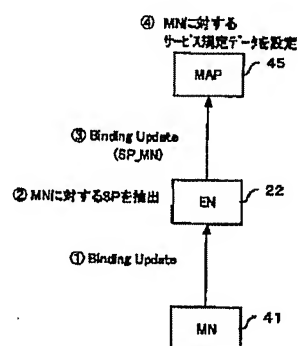 ④ MNに対する
サービス規定データを設定
MAP
45
③ Binding Update
(SP_MN)
② MNに対するSPを抽出
EN
22
① Binding Update
MN
41